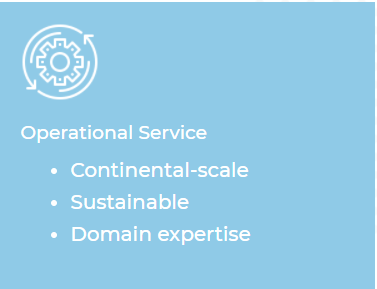 Operational Service
• Continental-scale
• Sustainable
• Domain expertise